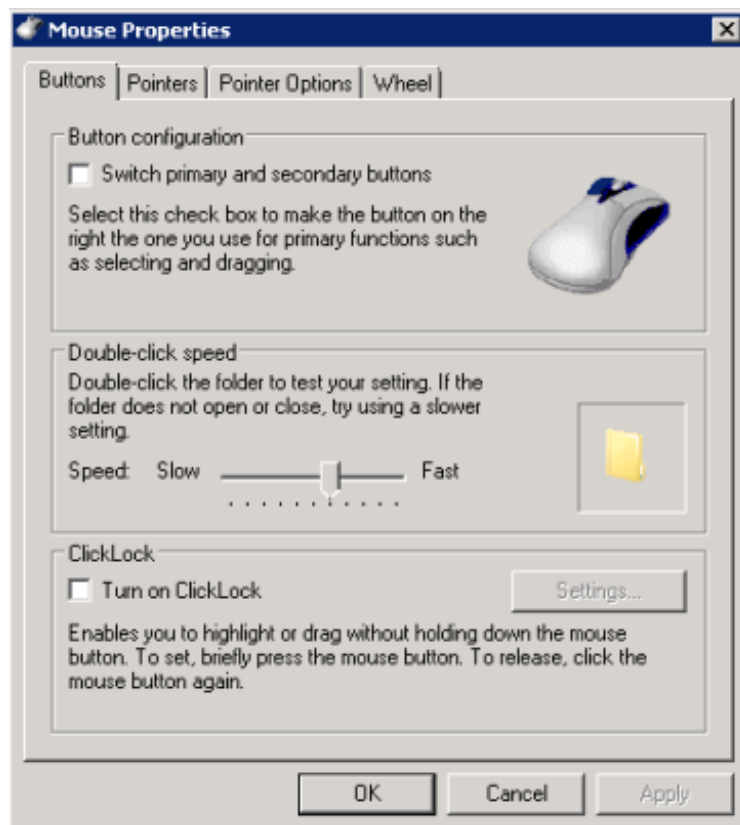 Mouse Properties
Buttons Pointers Pointer Options Wheel
Button configuration
Switch primary and secondary buttons
Select this check box to make the button on the
right the one you use for primary functions such
as selecting and dragging.
Double-click speed
Double-click the folder to test your setting. If the
folder does not open or close, try using a slower
setting.
Speed: Slow Fast
ClickLock
Turn on ClickLock Settings...
Enables you to highlight or drag without holding down the mouse
button. To set, briefly press the mouse button. To release, click the
mouse button again.
OK Cancel Apply